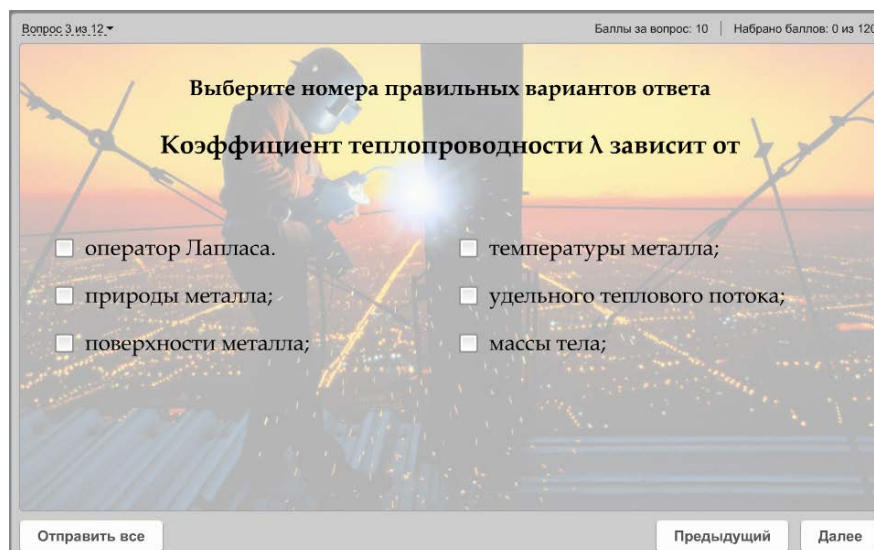 Вопрос 3 из 12
Баллы за вопрос: 10 | Набрано баллов: 0 из 120
Выберите номера правильных вариантов ответа
Коэффициент теплопроводности λ зависит от
оператор Лапласа.
температуры металла;
природы металла;
удельного теплового потока;
поверхности металла;
массы тела;
Отправить все
Предыдущий
Далее